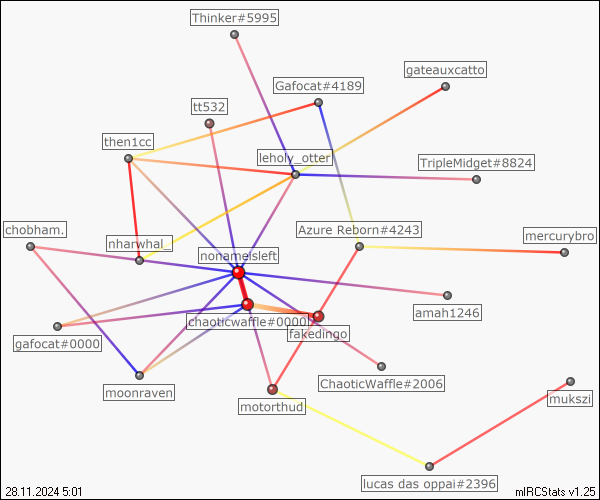 Thinker#5995
gateauxcatto
Gafocat#4189
tt532
then1cc
leholy_otter
TripleMidget#8824
chobham.
Azure Reborn#4243
mercurybro
nharwhal_
nonameisleft
amah1246
chaoticwaffle#0000
fakedingo
gafocat#0000
ChaoticWaffle#2006
moonraven
motorthud
mukszi
lucas das oppai#2396
28.11.2024 5:01
mIRCStats v1.25